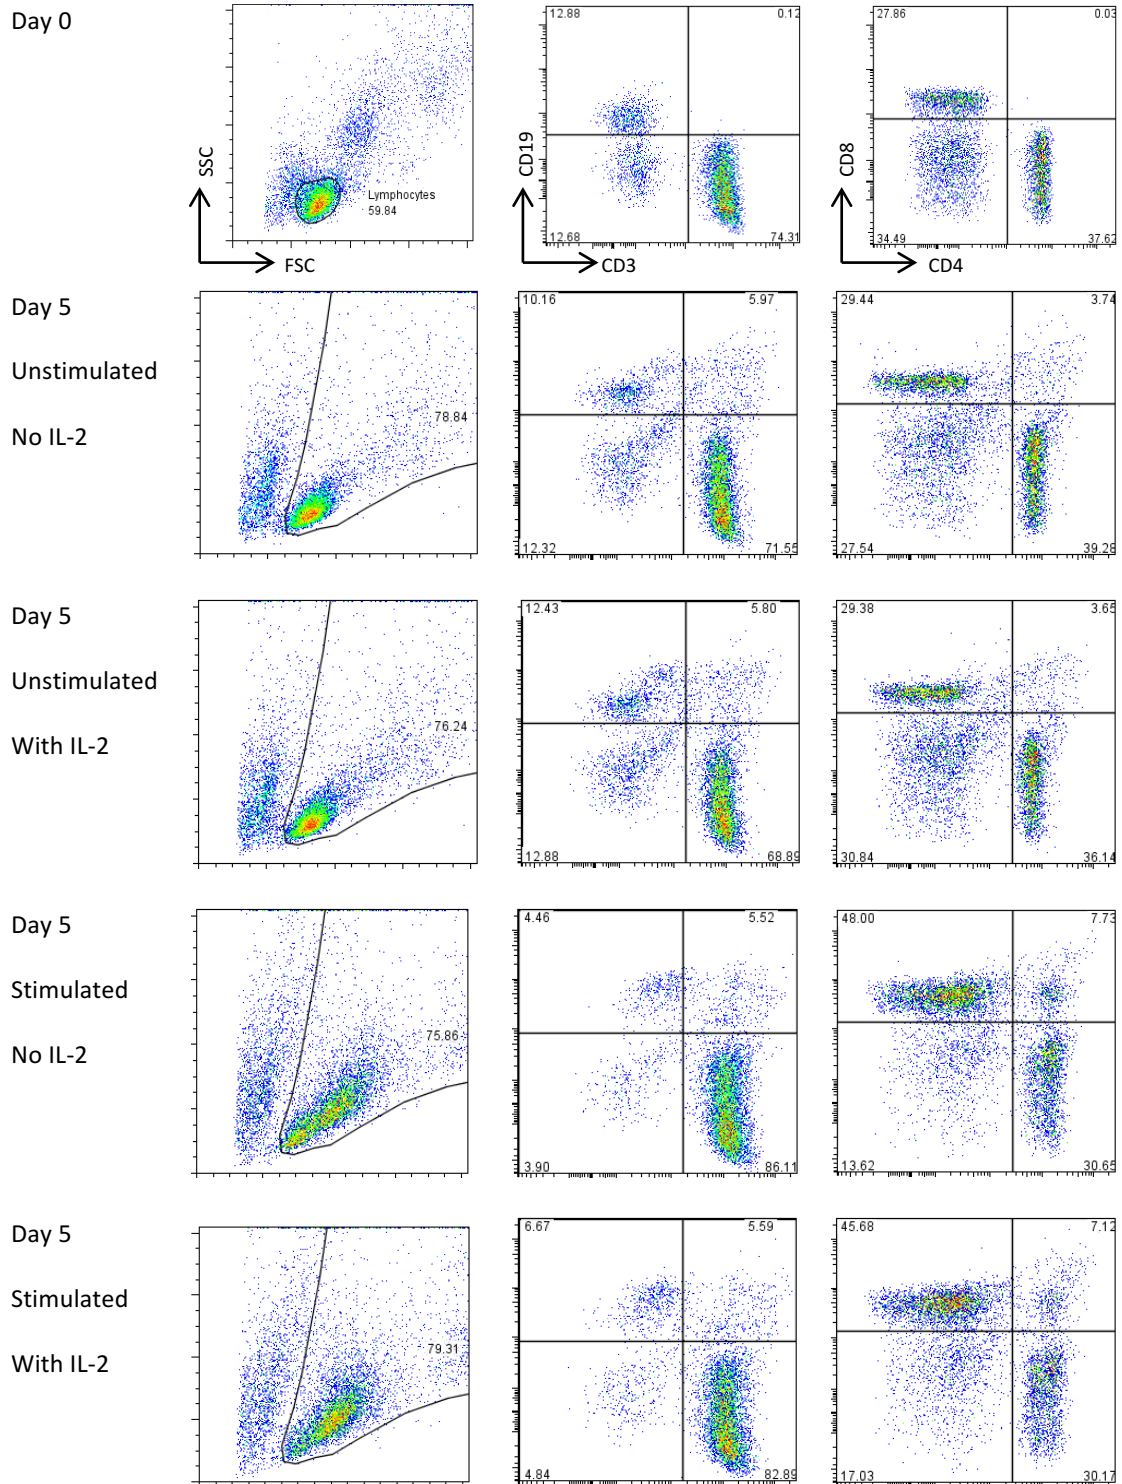 Day 0
SSC
Lymphocytes
59.84
FSC
12.88
0.12
CD19
12.68
74.31
CD3
27.86
0.03
CD8
34.49
37.62
CD4
Day 5
Unstimulated
No IL-2
78.84
10.16
5.97
12.32
71.55
29.44
3.74
27.54
39.28
Day 5
Unstimulated
With IL-2
76.24
12.43
5.80
12.88
68.89
29.38
3.65
30.84
36.14
Day 5
Stimulated
No IL-2
75.86
4.46
5.52
3.90
86.11
48.00
7.73
13.62
30.65
Day 5
Stimulated
With IL-2
79.31
6.67
5.59
4.84
82.89
45.68
7.12
17.03
30.17